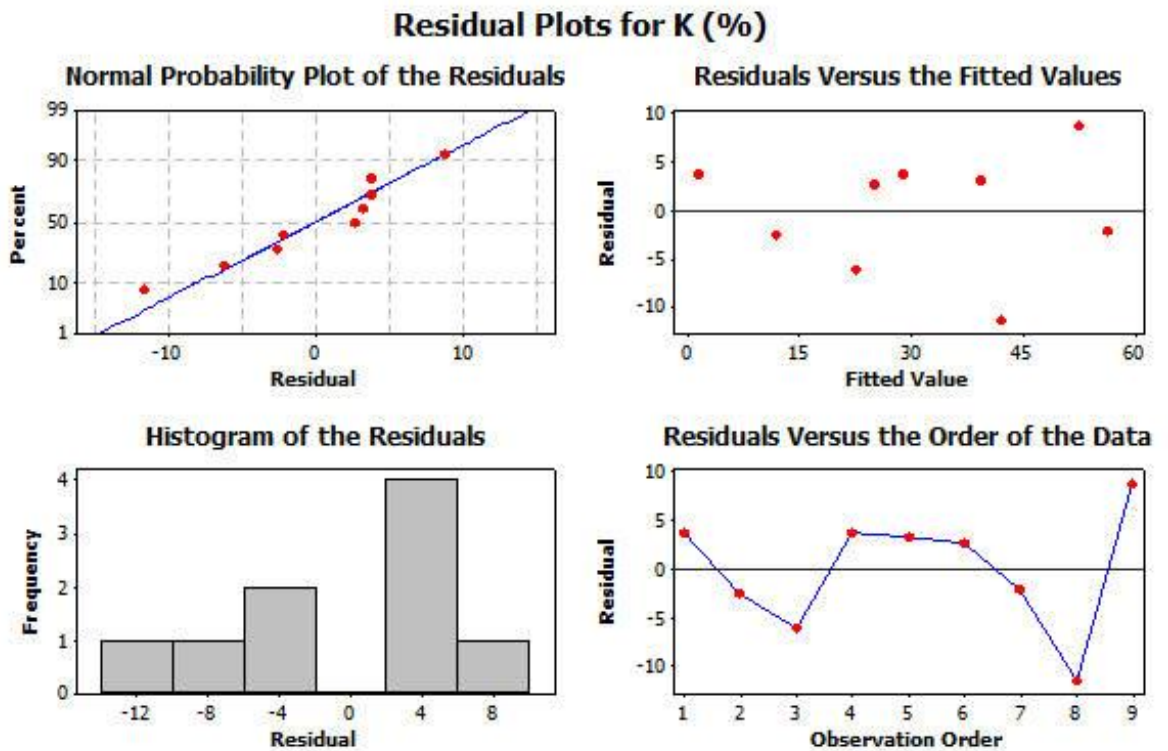 Residual Plots for K (%)
Normal Probability Plot of the Residuals
99
90
50
10
1
Percent
-10 0 10
Residual
Residuals Versus the Fitted Values
10
5
0
-5
-10
Residual
0 15 30 45 60
Fitted Value
Histogram of the Residuals
4
3
2
1
0
Frequency
-12 -8 -4 0 4 8
Residual
Residuals Versus the Order of the Data
10
5
0
-5
-10
Residual
1 2 3 4 5 6 7 8 9
Observation Order